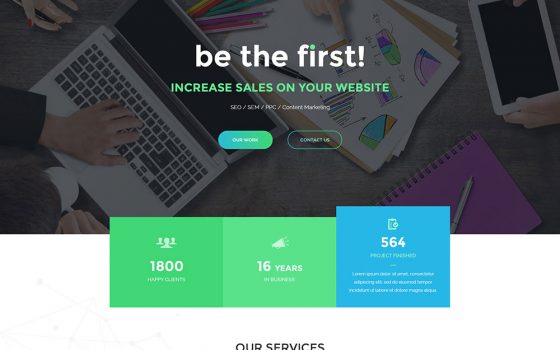 be the first!
INCREASE SALES ON YOUR WEBSITE
SEO / SEM / PPC / Content Marketing
OUR WORK
CONTACT US
1800
HAPPY CLIENTS
16 YEARS
IN BUSINESS
564
PROJECT FINISHED
Lorem ipsum dolor sit amet, consectetur
adipiscing elit, sed do eiusmod tempor
incididunt ut labore et dolore magna aliqua.
OUR SERVICES